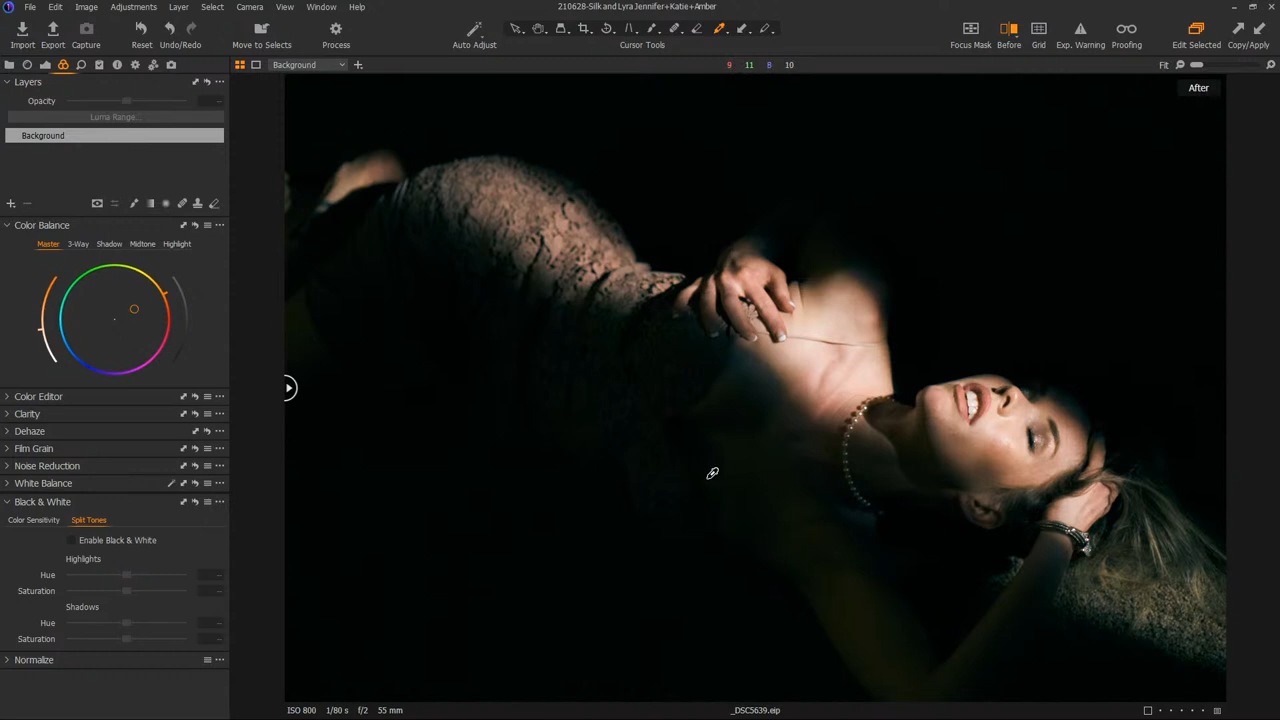 File Edit Image Adjustments Layer Select Camera View Window Help
210628-Silk and Lyra Jennifer+Katie+Amber
Import Export Capture Reset Undo/Redo Move to Selects Process Auto Adjust Cursor Tools Focus Mask Before Grid Exp. Warning Proofing Edit Selected Copy/Apply
Background
9 11 8 10
Fit
Layers
After
Opacity
Luma Range...
Background
Color Balance
Master 3-Way Shadow Midtone Highlight
Color Editor
Clarity
Dehaze
Film Grain
Noise Reduction
White Balance
Black & White
Color Sensitivity Split Tones
Enable Black & White
Highlights
Hue
Saturation
Shadows
Hue
Saturation
Normalize
ISO 800 1/80 s f/2 55 mm
_DSC5639.eip